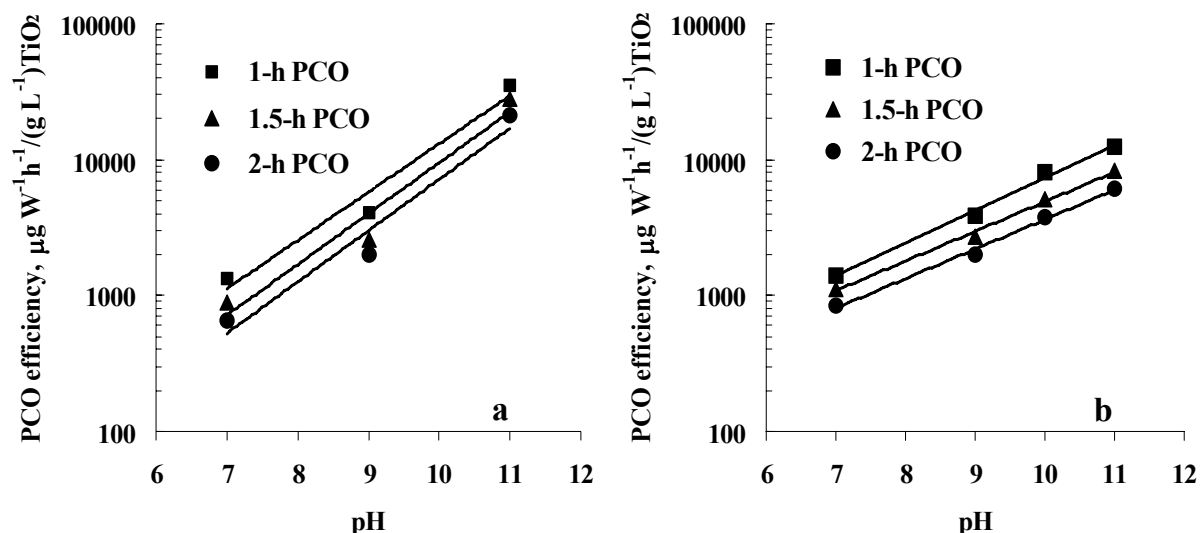 PCO efficiency, µg W⁻¹h⁻¹/(g L⁻¹)TiO₂
100000
10000
1000
100
1-h PCO
1.5-h PCO
2-h PCO
a
6 7 8 9 10 11 12
pH
PCO efficiency, µg W⁻¹h⁻¹/(g L⁻¹)TiO₂
100000
10000
1000
100
1-h PCO
1.5-h PCO
2-h PCO
b
6 7 8 9 10 11 12
pH